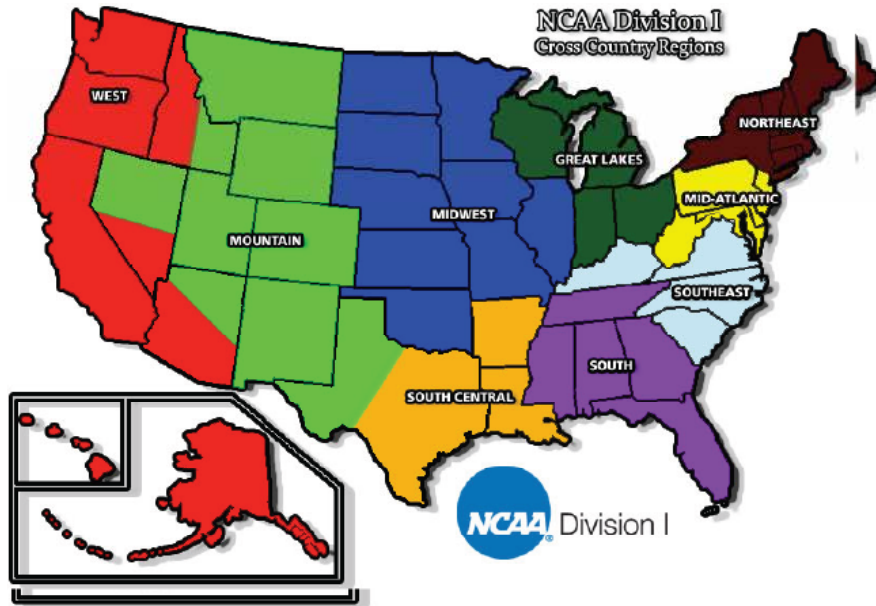 NCAA Division I
Cross Country Regions
WEST
NORTHEAST
GREAT LAKES
MID-ATLANTIC
MIDWEST
MOUNTAIN
SOUTHEAST
SOUTH
SOUTH CENTRAL
NCAA® Division I